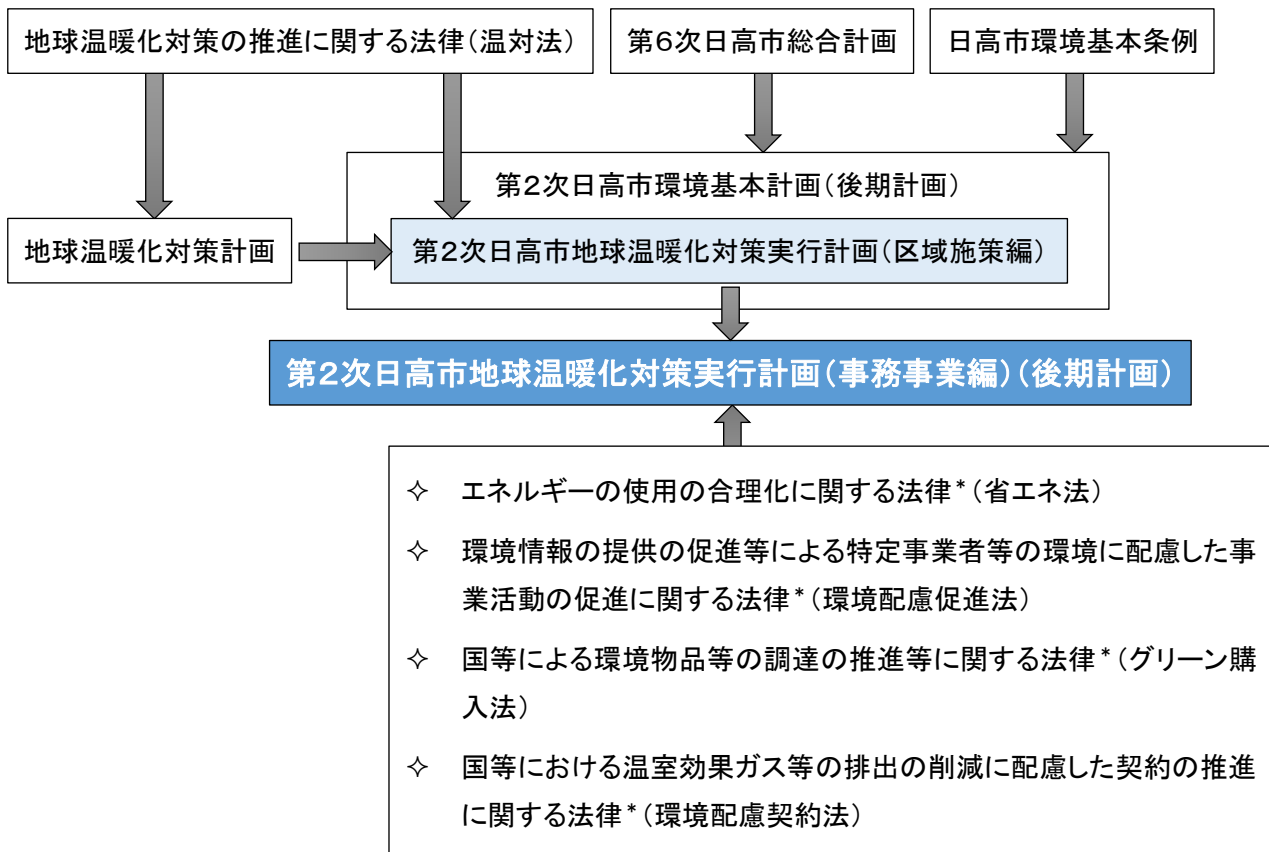 地球温暖化対策の推進に関する法律（温対法）
第６次日高市総合計画
日高市環境基本条例
第２次日高市環境基本計画（後期計画）
地球温暖化対策計画
第２次日高市地球温暖化対策実行計画（区域施策編）
第２次日高市地球温暖化対策実行計画（事務事業編）（後期計画）
✧ エネルギーの使用の合理化に関する法律*（省エネ法）
✧ 環境情報の提供の促進等による特定事業者等の環境に配慮した事
業活動の促進に関する法律*（環境配慮促進法）
✧ 国等による環境物品等の調達の推進等に関する法律*（グリーン購
入法）
✧ 国等における温室効果ガス等の排出の削減に配慮した契約の推進
に関する法律*（環境配慮契約法）